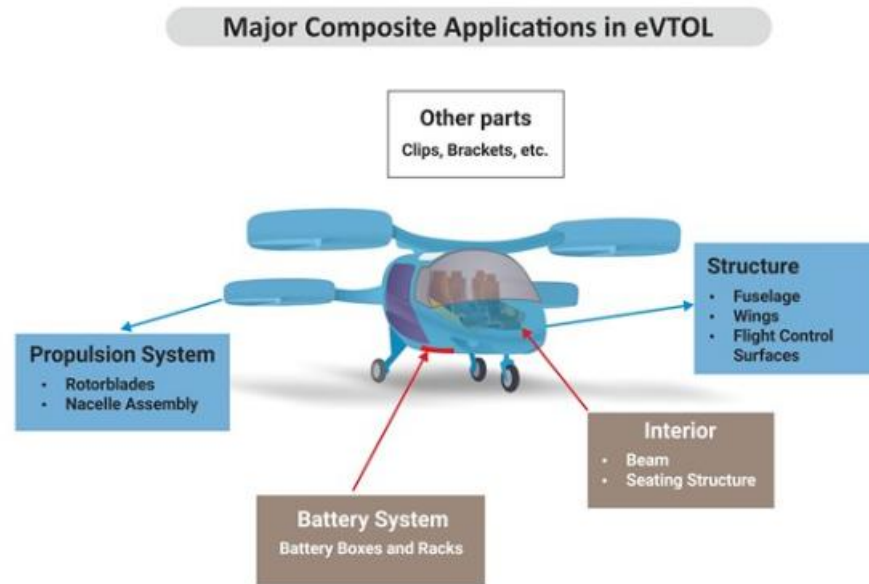 Major Composite Applications in eVTOL
Other parts
Clips, Brackets, etc.
Structure
• Fuselage
• Wings
• Flight Control
Surfaces
Propulsion System
• Rotorblades
• Nacelle Assembly
Interior
• Beam
• Seating Structure
Battery System
Battery Boxes and Racks